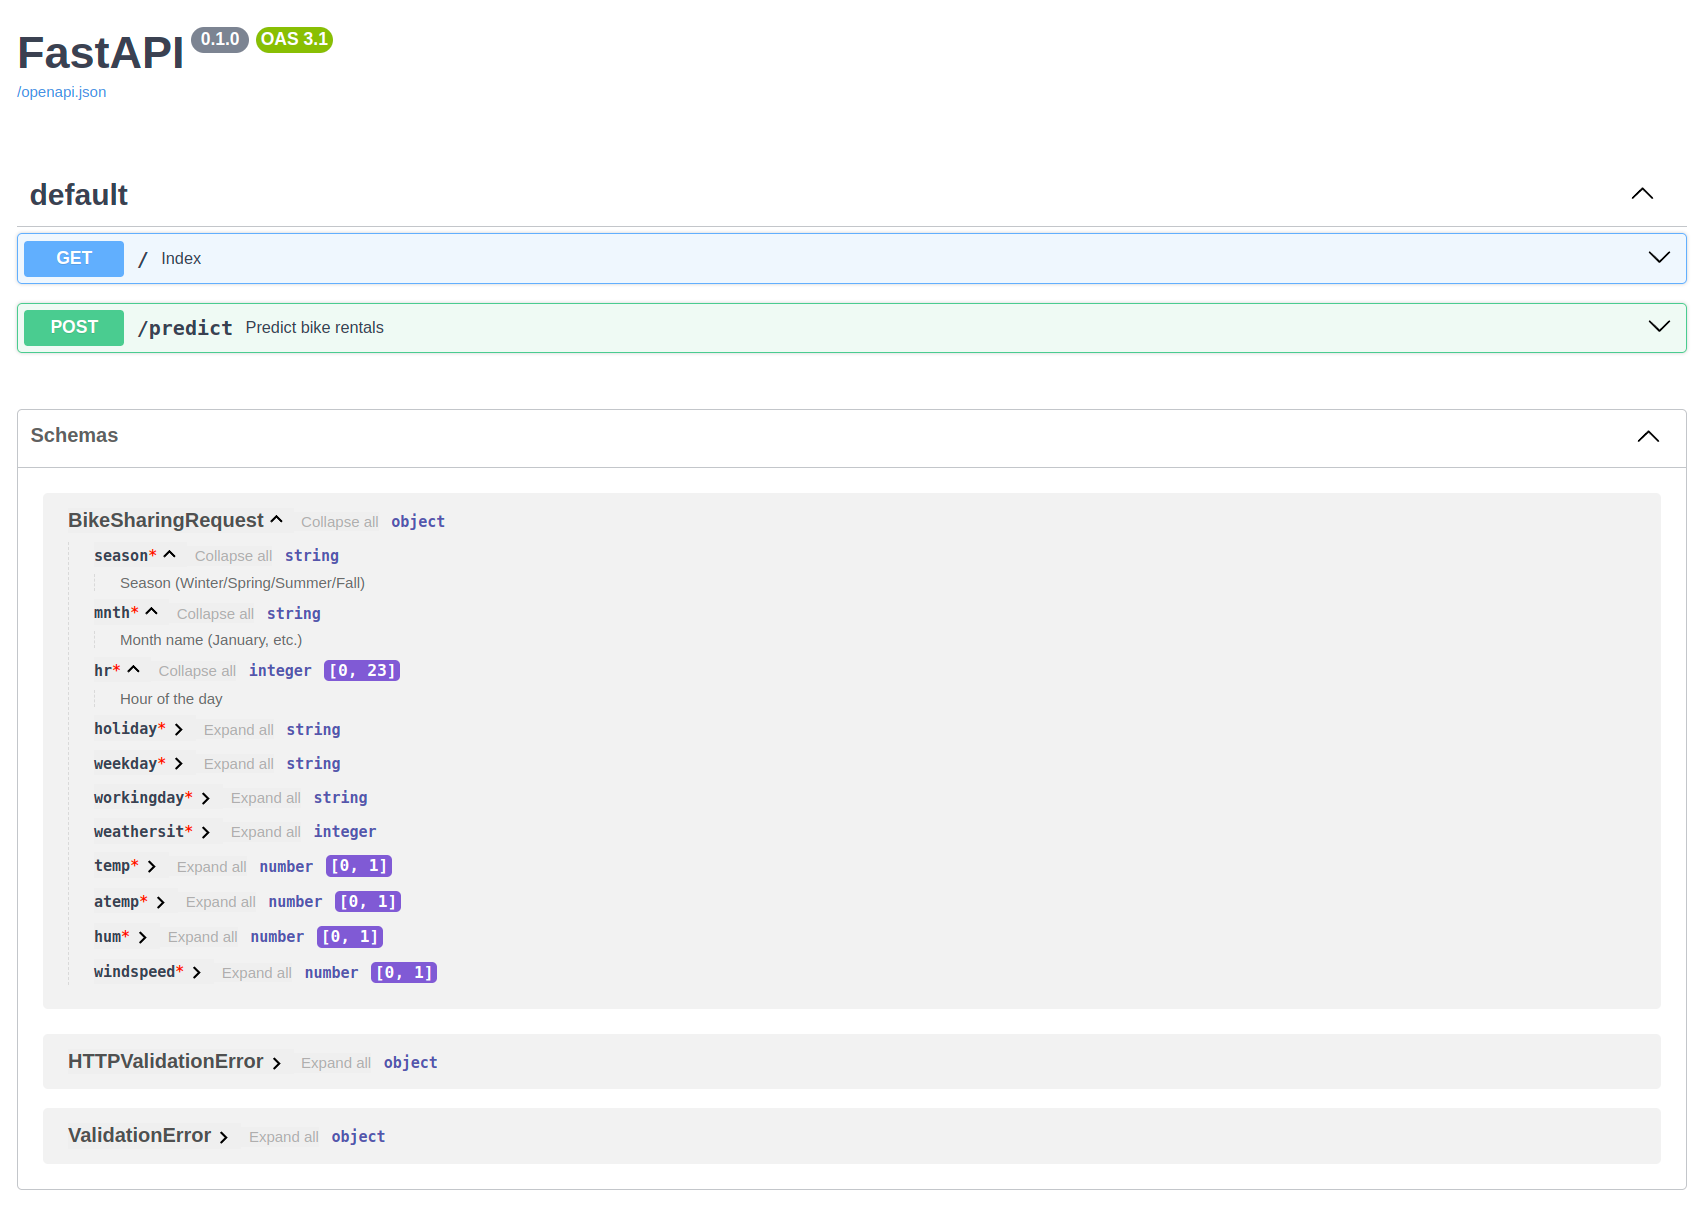 FastAPI 0.1.0 OAS 3.1
/openapi.json
default
GET / Index
POST /predict Predict bike rentals
Schemas
BikeSharingRequest Collapse all object
season* Collapse all string
Season (Winter/Spring/Summer/Fall)
mnth* Collapse all string
Month name (January, etc.)
hr* Collapse all integer [0, 23]
Hour of the day
holiday* Expand all string
weekday* Expand all string
workingday* Expand all string
weathersit* Expand all integer
temp* Expand all number [0, 1]
atemp* Expand all number [0, 1]
hum* Expand all number [0, 1]
windspeed* Expand all number [0, 1]
HTTPValidationError Expand all object
ValidationError Expand all object